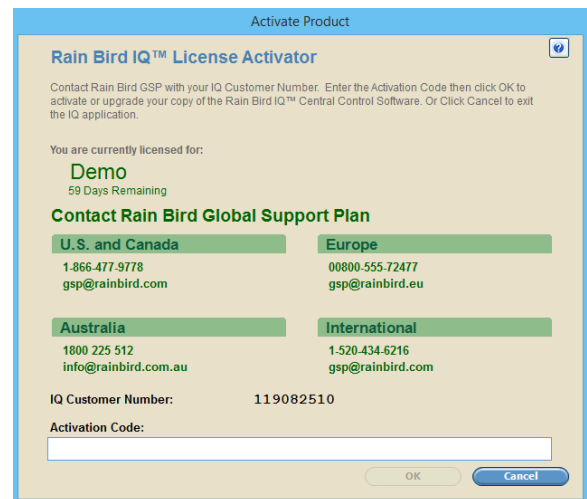 Activate Product
Rain Bird IQ™ License Activator
?
Contact Rain Bird GSP with your IQ Customer Number. Enter the Activation Code then click OK to
activate or upgrade your copy of the Rain Bird IQ™ Central Control Software. Or Click Cancel to exit
the IQ application.
You are currently licensed for:
Demo
59 Days Remaining
Contact Rain Bird Global Support Plan
U.S. and Canada
1-866-477-9778
gsp@rainbird.com
Europe
00800-555-72477
gsp@rainbird.eu
Australia
1800 225 512
info@rainbird.com.au
International
1-520-434-6216
gsp@rainbird.com
IQ Customer Number: 119082510
Activation Code:
OK Cancel